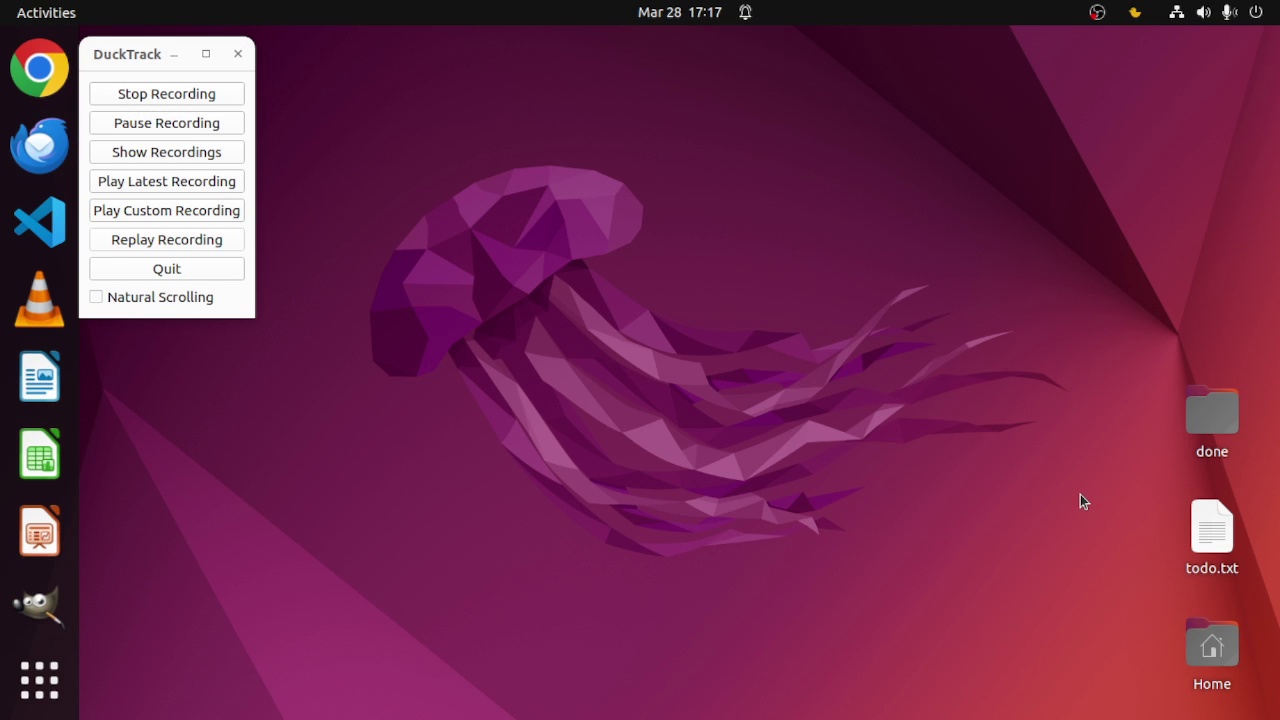 Activities
Mar 28 17:17
DuckTrack
Stop Recording
Pause Recording
Show Recordings
Play Latest Recording
Play Custom Recording
Replay Recording
Quit
Natural Scrolling
done
todo.txt
Home